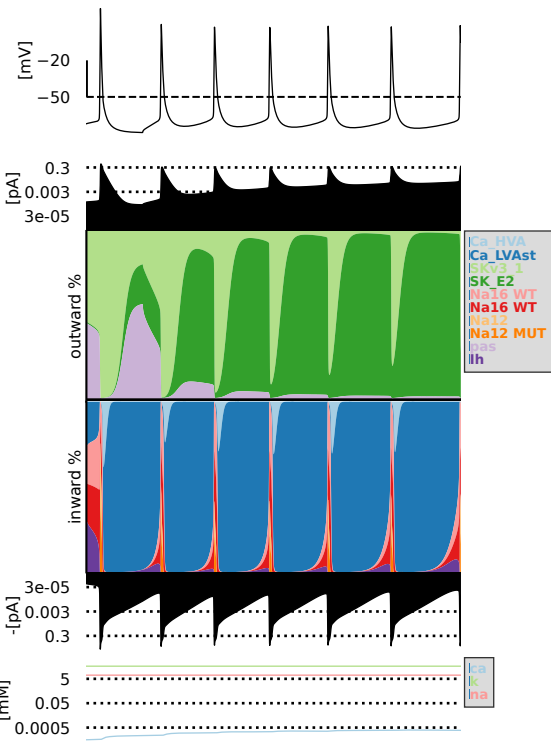 [mV]
−20
−50
[pA]
0.3
0.003
3e-05
outward %
Ca_HVA
Ca_LVAst
SKv3_1
SK_E2
Na16 WT
Na16 WT
Na12
Na12 MUT
pas
Ih
inward %
-[pA]
3e-05
0.003
0.3
[mM]
5
0.05
0.0005
ca
k
na